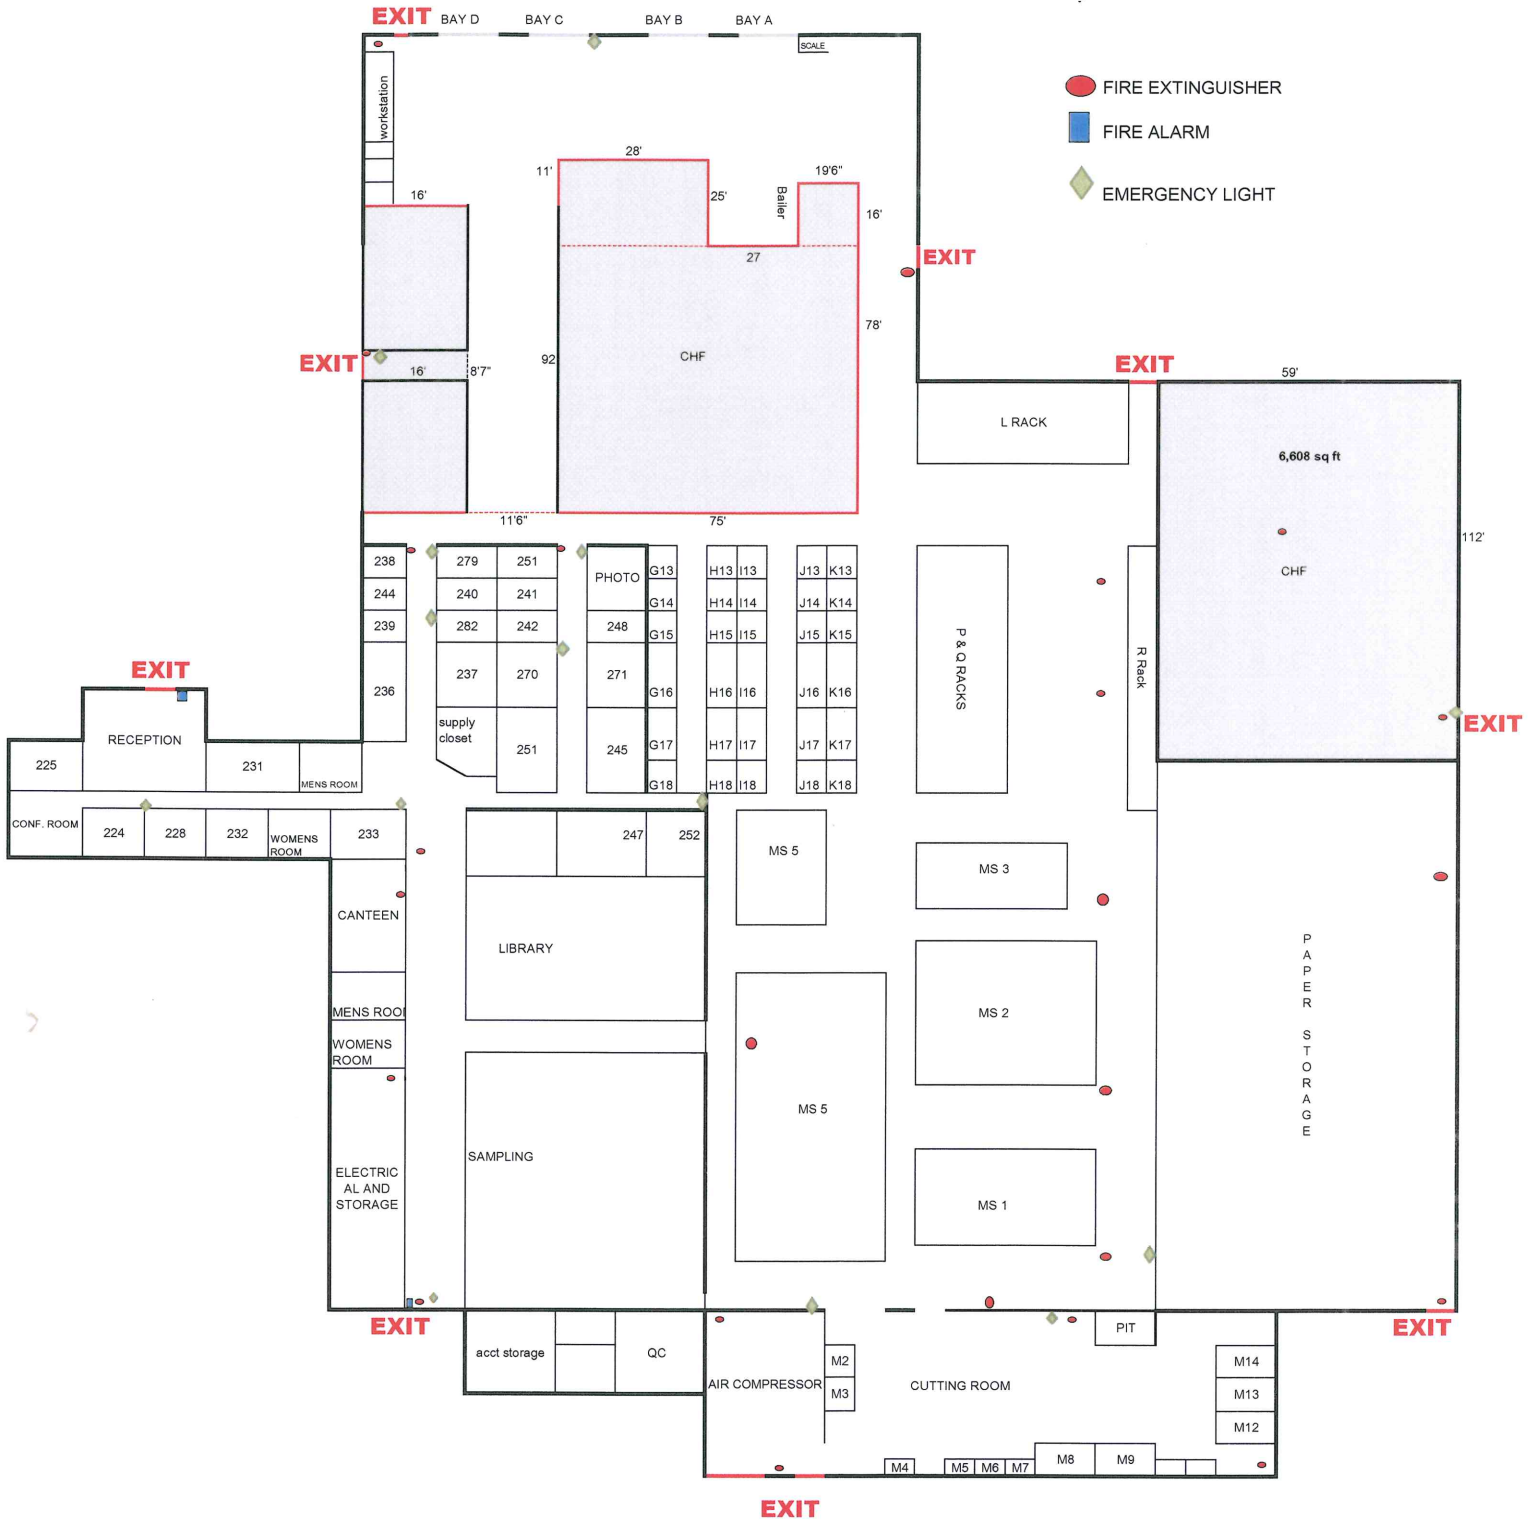 EXIT
BAY D
BAY C
BAY B
BAY A
SCALE
workstation
FIRE EXTINGUISHER
FIRE ALARM
EMERGENCY LIGHT
28'
11'
19'6"
25'
Bailer
16'
16'
27
EXIT
78'
CHF
92
EXIT
16'
8'7"
EXIT
59'
L RACK
6,608 sq ft
11'6"
75'
112'
CHF
238
279
251
PHOTO
G13
H13
I13
J13
K13
244
240
241
G14
H14
I14
J14
K14
239
282
242
248
G15
H15
I15
J15
K15
P & Q RACKS
R Rack
EXIT
237
270
271
236
G16
H16
I16
J16
K16
EXIT
supply
closet
RECEPTION
251
245
G17
H17
I17
J17
K17
225
231
MENS ROOM
G18
H18
I18
J18
K18
CONF. ROOM
224
228
232
WOMENS
ROOM
233
247
252
MS 5
MS 3
CANTEEN
LIBRARY
PAPER STORAGE
MENS ROO
MS 2
WOMENS
ROOM
MS 5
SAMPLING
ELECTRIC
AL AND
STORAGE
MS 1
EXIT
EXIT
PIT
acct storage
QC
M2
M14
AIR COMPRESSOR
M3
CUTTING ROOM
M13
M12
M4
M5
M6
M7
M8
M9
EXIT